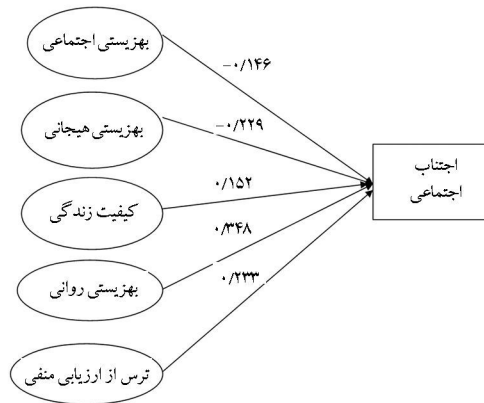 بهزیستی اجتماعی
-۰/۱۴۶
بهزیستی هیجانی
-۰/۲۲۹
اجتناب
اجتماعی
۰/۱۵۲
کیفیت زندگی
۰/۳۴۸
بهزیستی روانی
۰/۲۳۳
ترس از ارزیابی منفی